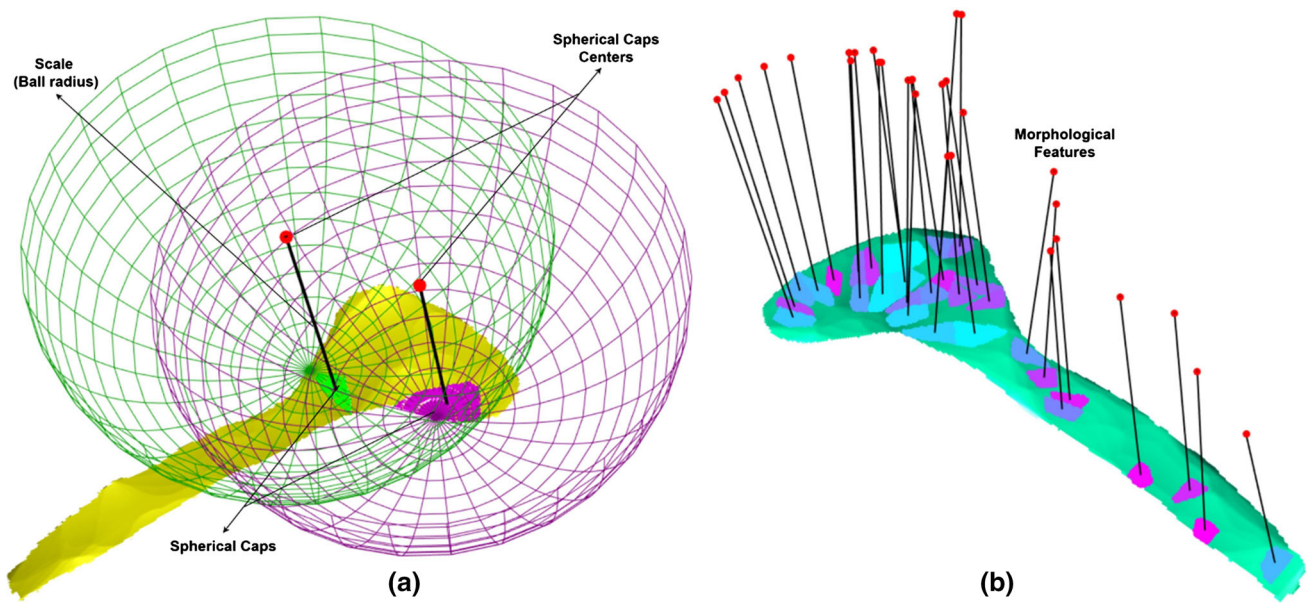 Scale
(Ball radius)
Spherical Caps
Centers
Spherical Caps
(a)
Morphological
Features
(b)